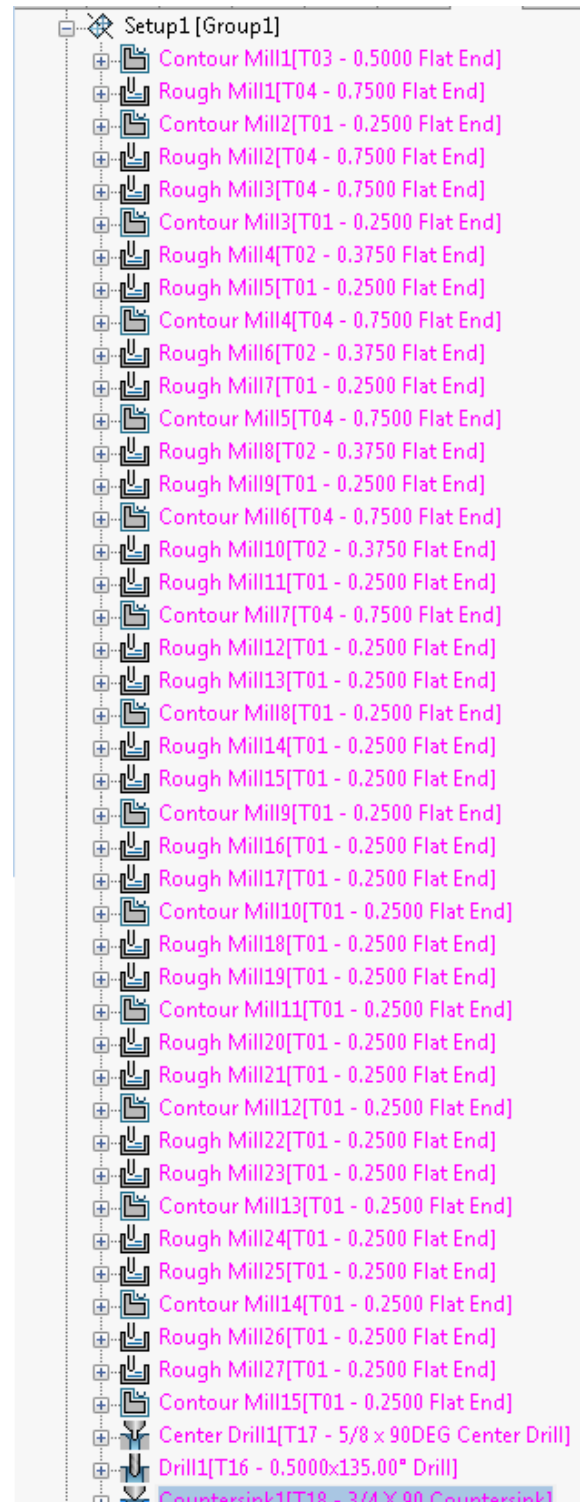 Setup1 [Group1]
Contour Mill1[T03 - 0.5000 Flat End]
Rough Mill1[T04 - 0.7500 Flat End]
Contour Mill2[T01 - 0.2500 Flat End]
Rough Mill2[T04 - 0.7500 Flat End]
Rough Mill3[T04 - 0.7500 Flat End]
Contour Mill3[T01 - 0.2500 Flat End]
Rough Mill4[T02 - 0.3750 Flat End]
Rough Mill5[T01 - 0.2500 Flat End]
Contour Mill4[T04 - 0.7500 Flat End]
Rough Mill6[T02 - 0.3750 Flat End]
Rough Mill7[T01 - 0.2500 Flat End]
Contour Mill5[T04 - 0.7500 Flat End]
Rough Mill8[T02 - 0.3750 Flat End]
Rough Mill9[T01 - 0.2500 Flat End]
Contour Mill6[T04 - 0.7500 Flat End]
Rough Mill10[T02 - 0.3750 Flat End]
Rough Mill11[T01 - 0.2500 Flat End]
Contour Mill7[T04 - 0.7500 Flat End]
Rough Mill12[T01 - 0.2500 Flat End]
Rough Mill13[T01 - 0.2500 Flat End]
Contour Mill8[T01 - 0.2500 Flat End]
Rough Mill14[T01 - 0.2500 Flat End]
Rough Mill15[T01 - 0.2500 Flat End]
Contour Mill9[T01 - 0.2500 Flat End]
Rough Mill16[T01 - 0.2500 Flat End]
Rough Mill17[T01 - 0.2500 Flat End]
Contour Mill10[T01 - 0.2500 Flat End]
Rough Mill18[T01 - 0.2500 Flat End]
Rough Mill19[T01 - 0.2500 Flat End]
Contour Mill11[T01 - 0.2500 Flat End]
Rough Mill20[T01 - 0.2500 Flat End]
Rough Mill21[T01 - 0.2500 Flat End]
Contour Mill12[T01 - 0.2500 Flat End]
Rough Mill22[T01 - 0.2500 Flat End]
Rough Mill23[T01 - 0.2500 Flat End]
Contour Mill13[T01 - 0.2500 Flat End]
Rough Mill24[T01 - 0.2500 Flat End]
Rough Mill25[T01 - 0.2500 Flat End]
Contour Mill14[T01 - 0.2500 Flat End]
Rough Mill26[T01 - 0.2500 Flat End]
Rough Mill27[T01 - 0.2500 Flat End]
Contour Mill15[T01 - 0.2500 Flat End]
Center Drill1[T17 - 5/8 x 90DEG Center Drill]
Drill1[T16 - 0.5000x135.00° Drill]
Countersink1[T18 - 3/4 X 90 Countersink]